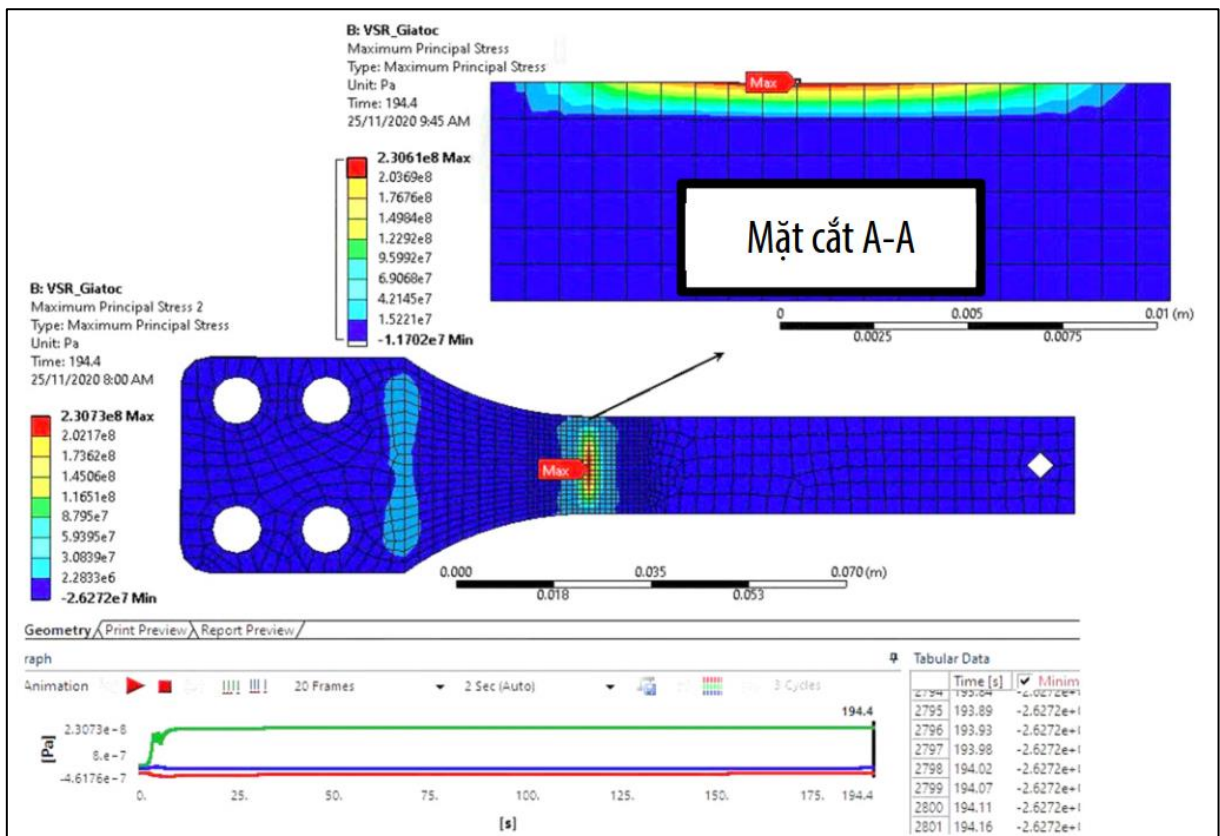 B: VSR_Giatoc
Maximum Principal Stress
Type: Maximum Principal Stress
Unit: Pa
Time: 194.4
25/11/2020 9:45 AM
2.3061e8 Max
2.0369e8
1.7676e8
1.4984e8
1.2292e8
9.5992e7
6.9068e7
4.2145e7
1.5221e7
-1.1702e7 Min
Max
Mặt cắt A-A
0 0.005 0.01 (m)
0.0025 0.0075
B: VSR_Giatoc
Maximum Principal Stress 2
Type: Maximum Principal Stress
Unit: Pa
Time: 194.4
25/11/2020 8:00 AM
2.3073e8 Max
2.0217e8
1.7362e8
1.4506e8
1.1651e8
8.795e7
5.9395e7
3.0839e7
2.2833e6
-2.6272e7 Min
Max
0.000 0.035 0.070 (m)
0.018 0.053
Geometry Print Preview Report Preview
raph
Animation 20 Frames 2 Sec (Auto) 3 Cycles
194.4
2.3073e-8
8.e-7
-4.6176e-7
[Pa]
0. 25. 50. 75. 100. 125. 150. 175. 194.4
[s]
Tabular Data
Time [s] Minim
2794 193.84 -2.6272e+
2795 193.89 -2.6272e+
2796 193.93 -2.6272e+
2797 193.98 -2.6272e+
2798 194.02 -2.6272e+
2799 194.07 -2.6272e+
2800 194.11 -2.6272e+
2801 194.16 -2.6272e+